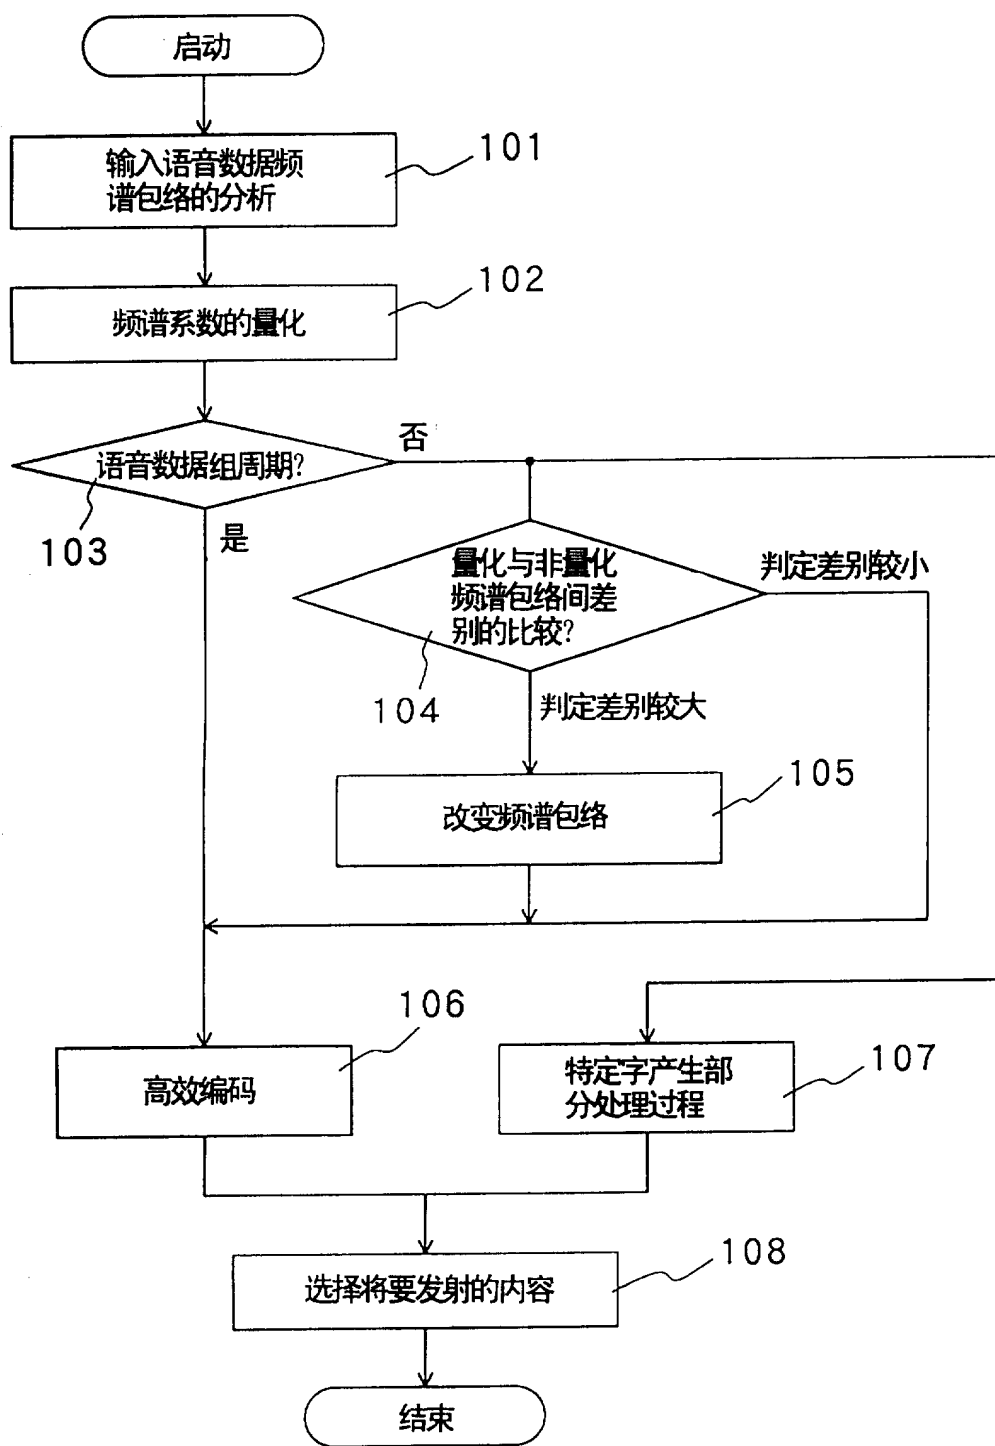 启动
输入语音数据频
谱包络的分析
101
频谱系数的量化
102
语音数据组周期?
103
否
是
量化与非量化
频谱包络间差
别的比较?
104
判定差别较小
判定差别较大
改变频谱包络
105
高效编码
106
特定字产生部
分处理过程
107
选择将要发射的内容
108
结束